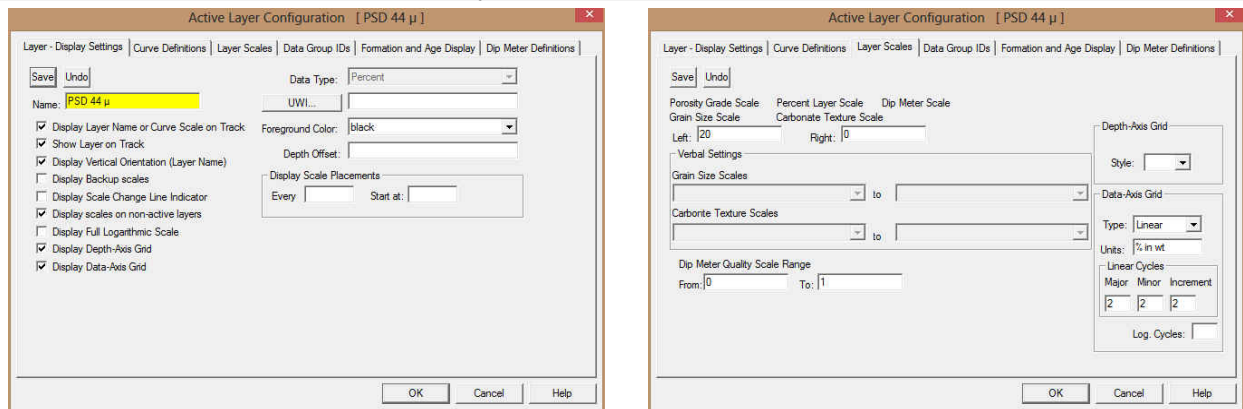 Active Layer Configuration [ PSD 44 µ ]
Layer - Display Settings Curve Definitions Layer Scales Data Group IDs Formation and Age Display Dip Meter Definitions
Save Undo
Data Type: Percent
Name: PSD 44 µ
UWI...
Display Layer Name or Curve Scale on Track
Foreground Color: black
Show Layer on Track
Depth Offset:
Display Vertical Orientation (Layer Name)
Display Backup scales
Display Scale Placements
Display Scale Change Line Indicator
Every Start at:
Display scales on non-active layers
Display Full Logarithmic Scale
Display Depth-Axis Grid
Display Data-Axis Grid
OK Cancel Help
Active Layer Configuration [ PSD 44 µ ]
Layer - Display Settings Curve Definitions Layer Scales Data Group IDs Formation and Age Display Dip Meter Definitions
Save Undo
Porosity Grade Scale Percent Layer Scale Dip Meter Scale
Grain Size Scale Carbonate Texture Scale
Left: 20 Right: 0
Verbal Settings
Grain Size Scales
to
Carbonte Texture Scales
to
Dip Meter Quality Scale Range
From: 0 To: 1
Depth-Axis Grid
Style:
Data-Axis Grid
Type: Linear
Units: % in wt
Linear Cycles
Major Minor Increment
2 2 2
Log. Cycles:
OK Cancel Help